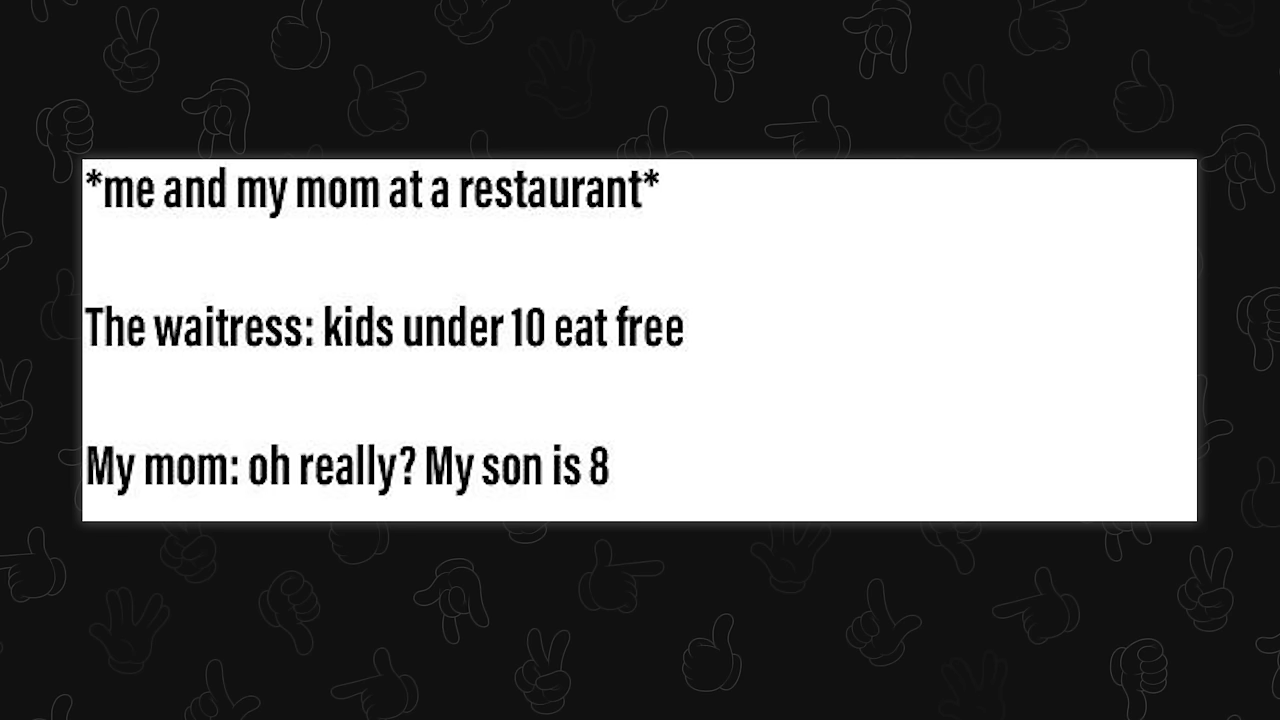 *me and my mom at a restaurant*
The waitress: kids under 10 eat free
My mom: oh really? My son is 8